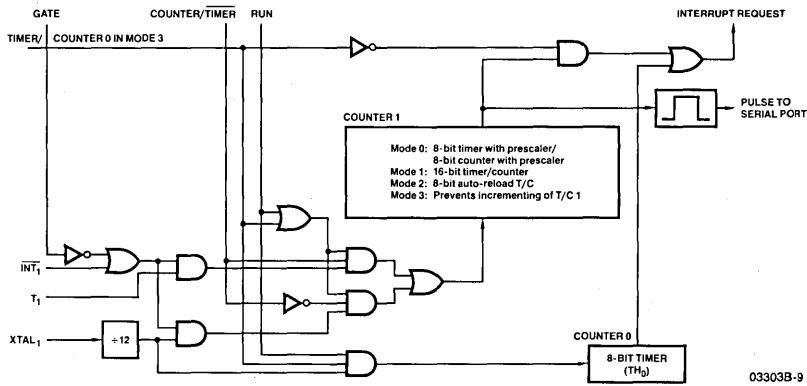 GATE
COUNTER/TIMER
RUN
INTERRUPT REQUEST
TIMER/ COUNTER 0 IN MODE 3
PULSE TO
SERIAL PORT
COUNTER 1
Mode 0: 8-bit timer with prescaler/
8-bit counter with prescaler
Mode 1: 16-bit timer/counter
Mode 2: 8-bit auto-reload T/C
Mode 3: Prevents incrementing of T/C 1
INT1
T1
XTAL1
÷12
COUNTER 0
8-BIT TIMER
(TH0)
03303B-9